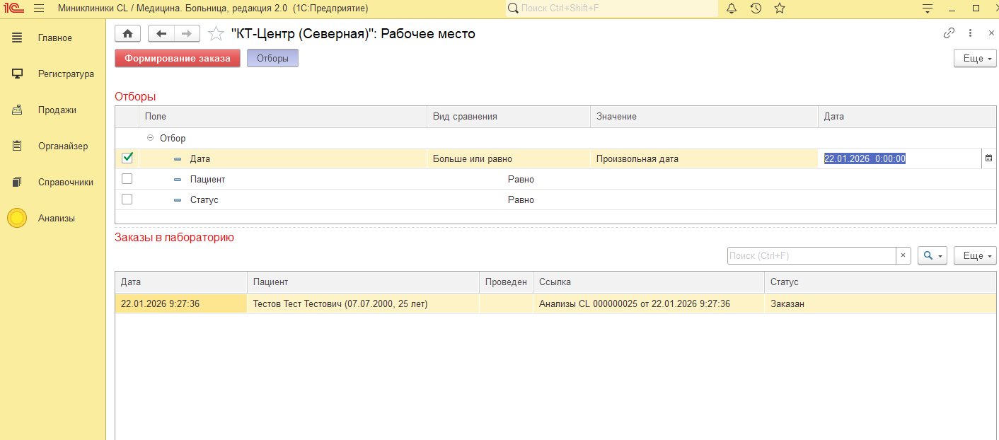 1С Миниклиники CL / Медицина. Больница, редакция 2.0 (1С:Предприятие) Поиск Ctrl+Shift+F
Главное
Регистратура
Продажи
Органайзер
Справочники
Анализы
"КТ-Центр (Северная)": Рабочее место
Формирование заказа Отборы Еще
Отборы
Поле Вид сравнения Значение Дата
Отбор
Дата Больше или равно Произвольная дата 22.01.2026 0:00:00
Пациент Равно
Статус Равно
Заказы в лабораторию
Поиск (Ctrl+F) Еще
Дата Пациент Проведен Ссылка Статус
22.01.2026 9:27:36 Тестов Тест Тестович (07.07.2000, 25 лет) Анализы CL 000000025 от 22.01.2026 9:27:36 Заказан